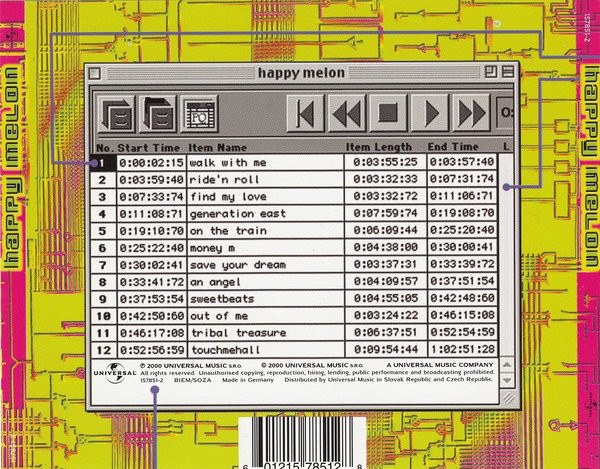 157851-2
happy melon
happy melon
happy melon
No. Start Time Item Name Item Length End Time L
1 0:00:02:15 walk with me 0:03:55:25 0:03:57:40
2 0:03:59:40 ride'n roll 0:03:32:33 0:07:31:74
3 0:07:33:74 find my love 0:03:32:72 0:11:06:71
4 0:11:08:71 generation east 0:07:59:74 0:19:08:70
5 0:19:10:70 on the train 0:06:09:44 0:25:20:40
6 0:25:22:40 money m 0:04:38:00 0:30:00:41
7 0:30:02:41 save your dream 0:03:37:31 0:33:39:72
8 0:33:41:72 an angel 0:04:09:57 0:37:51:54
9 0:37:53:54 sweetbeats 0:04:55:05 0:42:48:60
10 0:42:50:60 out of me 0:03:24:22 0:46:15:08
11 0:46:17:08 tribal treasure 0:06:37:51 0:52:54:59
12 0:52:56:59 touchmehall 0:09:54:44 1:02:51:28
UNIVERSAL
℗ 2000 UNIVERSAL MUSIC s.r.o. © 2000 UNIVERSAL MUSIC s.r.o. A UNIVERSAL MUSIC COMPANY
All rights reserved. Unauthorised copying, reproduction, hiring, lending, public performance and broadcasting prohibited.
157851-2 BIEM/SOZA Made in Germany Distributed by Universal Music in Slovak Republic and Czech Republic.
6 01215 78512 8